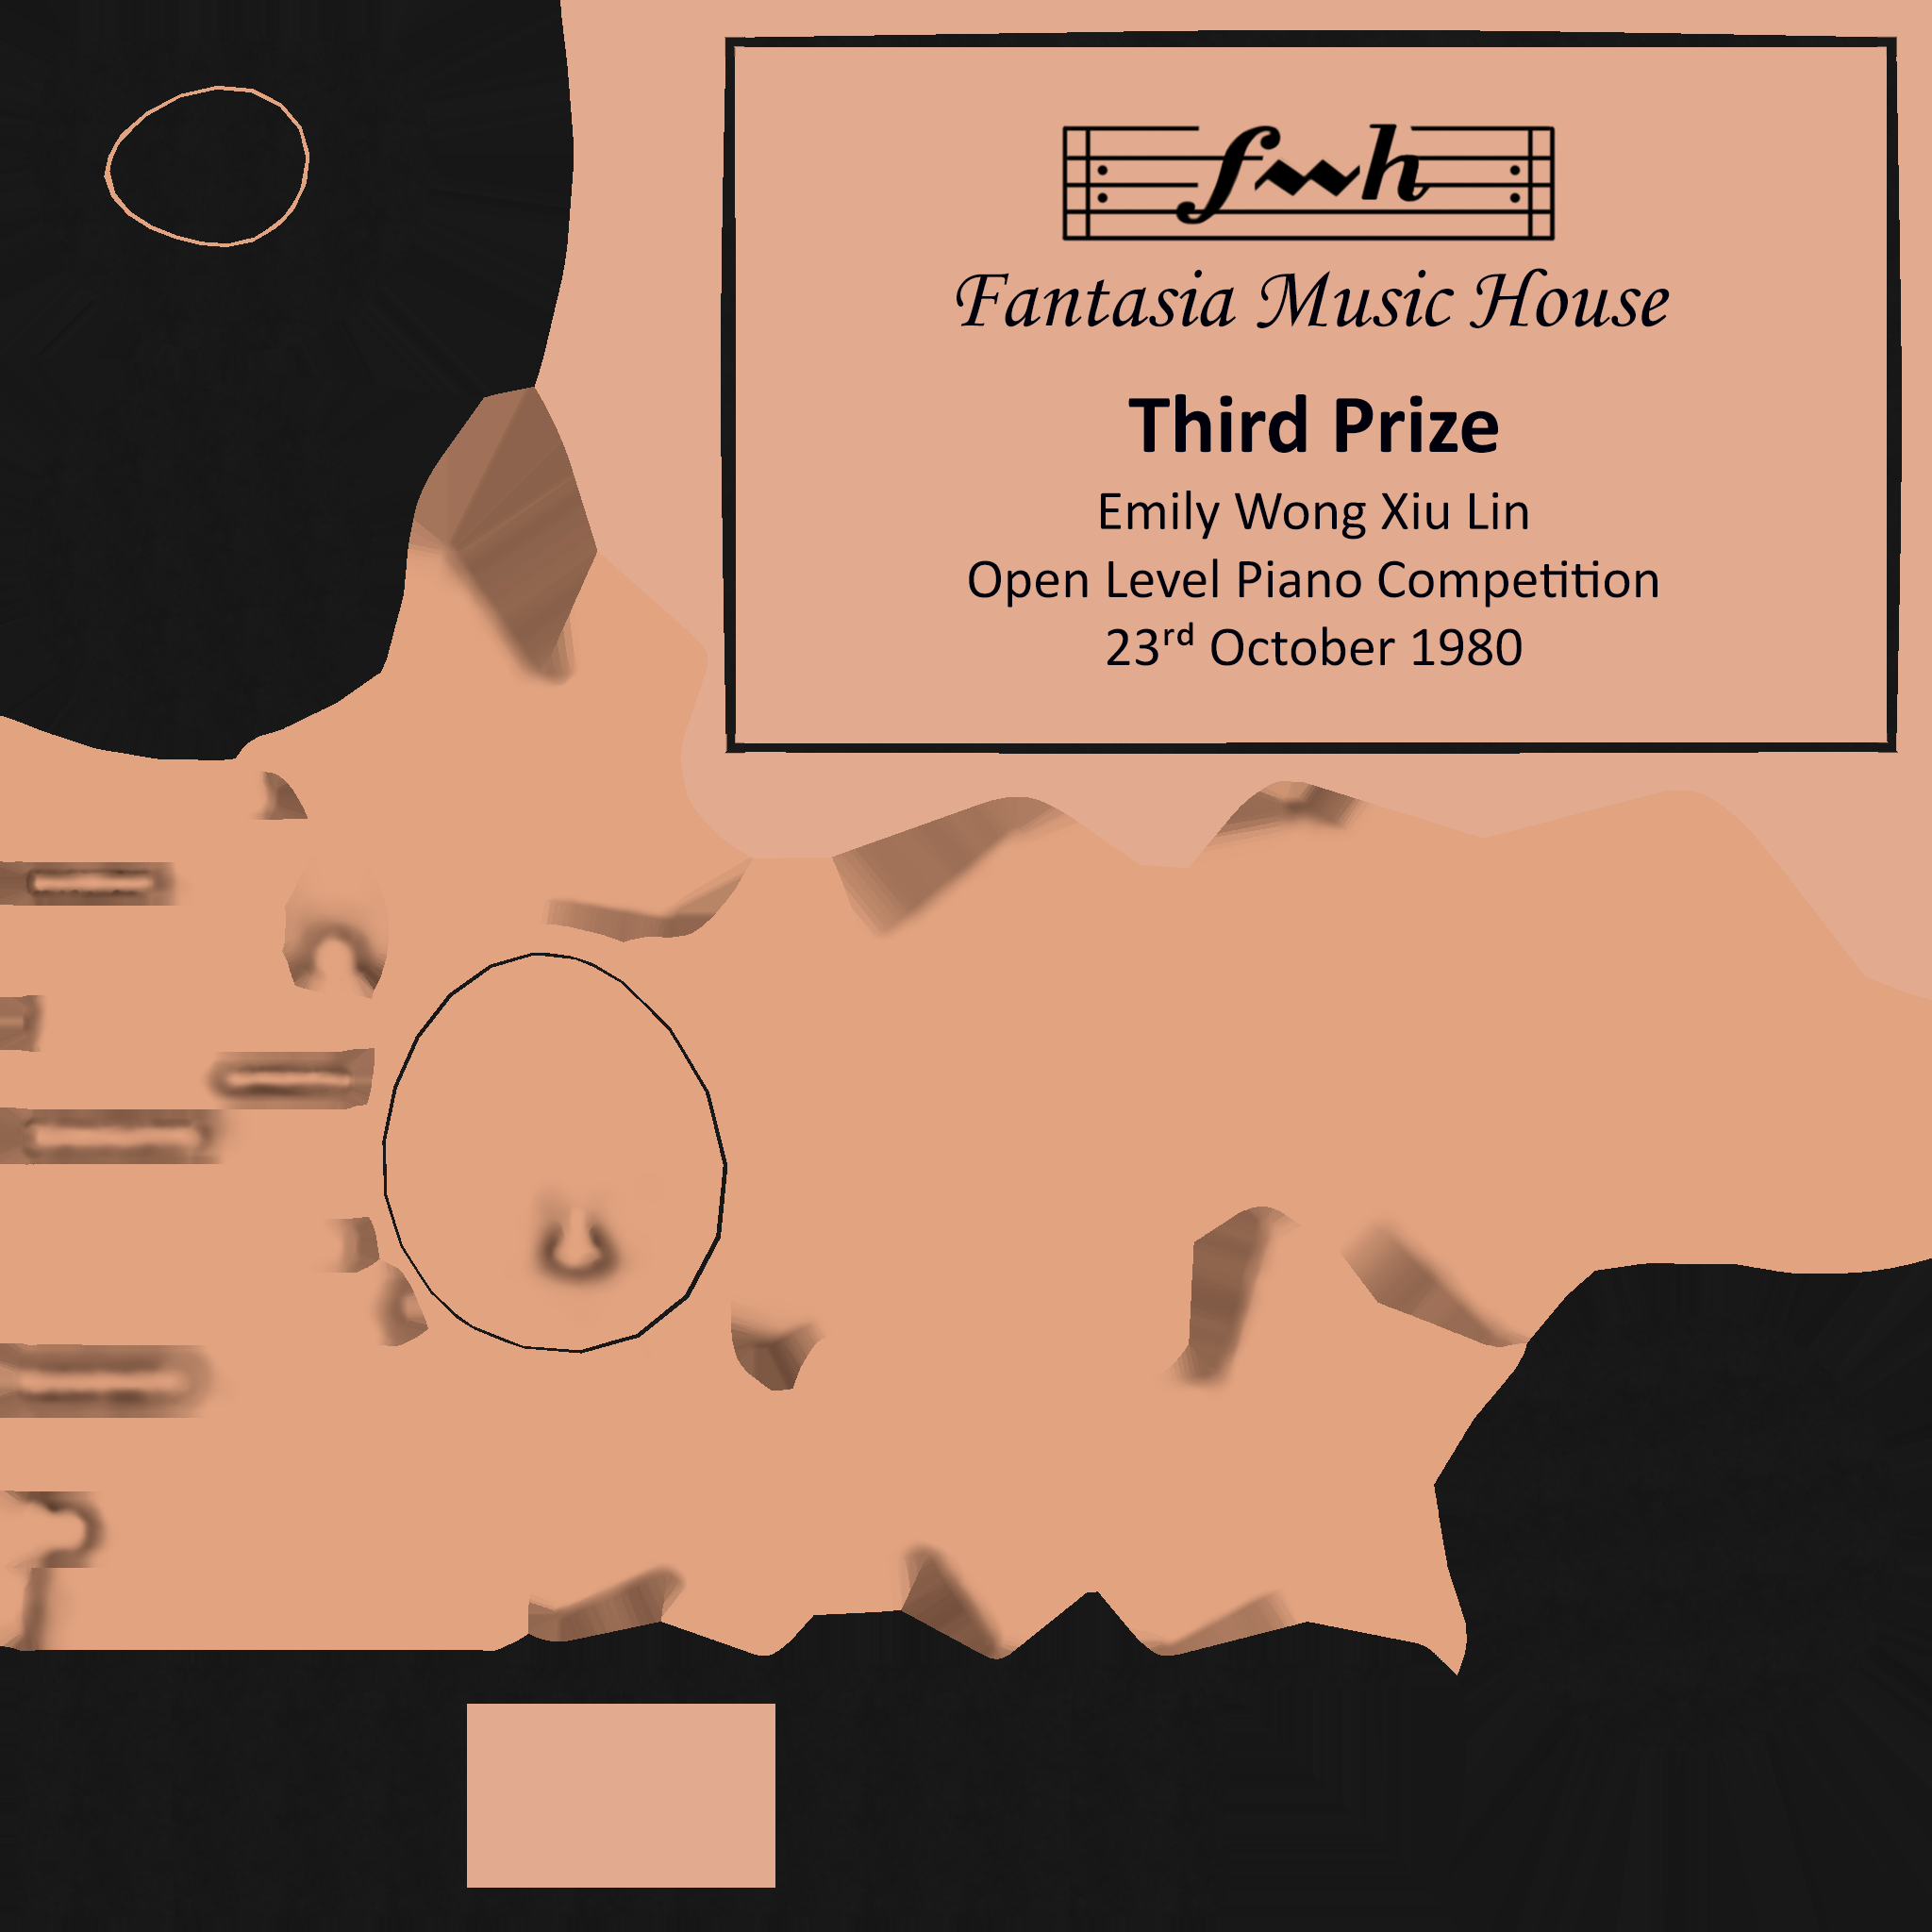 fwh
Fantasia Music House
Third Prize
Emily Wong Xiu Lin
Open Level Piano Competition
23rd October 1980